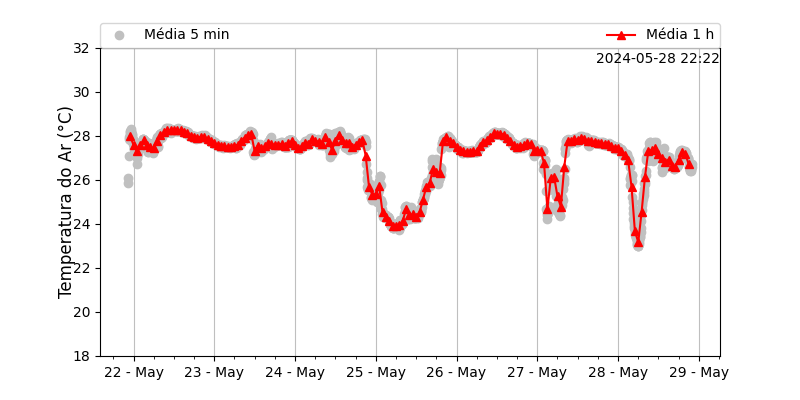 Média 5 min
Média 1 h
2024-05-28 22:22
Temperatura do Ar (°C)
32
30
28
26
24
22
20
18
22 - May
23 - May
24 - May
25 - May
26 - May
27 - May
28 - May
29 - May